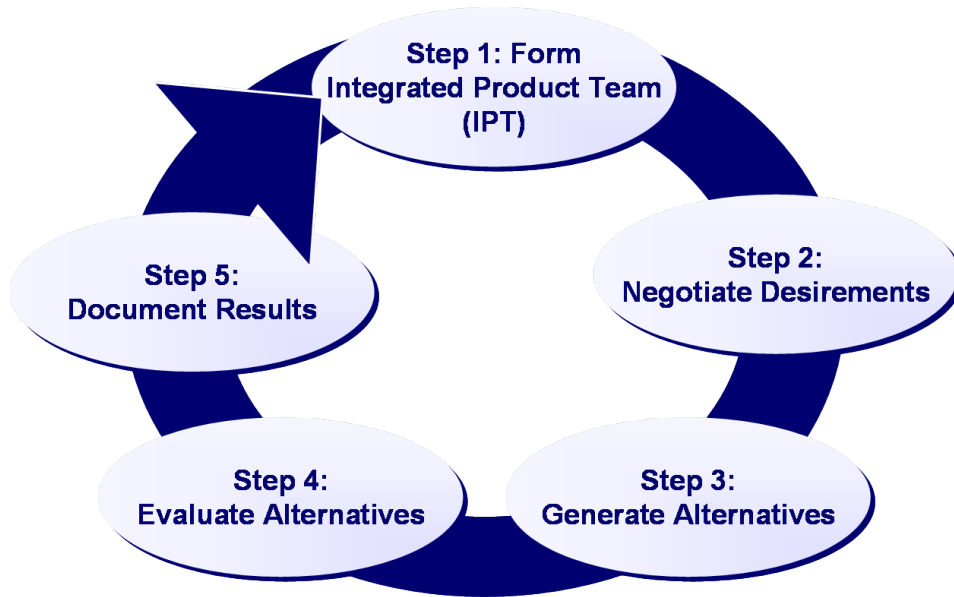 Step 1: Form
Integrated Product Team
(IPT)
Step 2:
Negotiate Desirements
Step 3:
Generate Alternatives
Step 4:
Evaluate Alternatives
Step 5:
Document Results